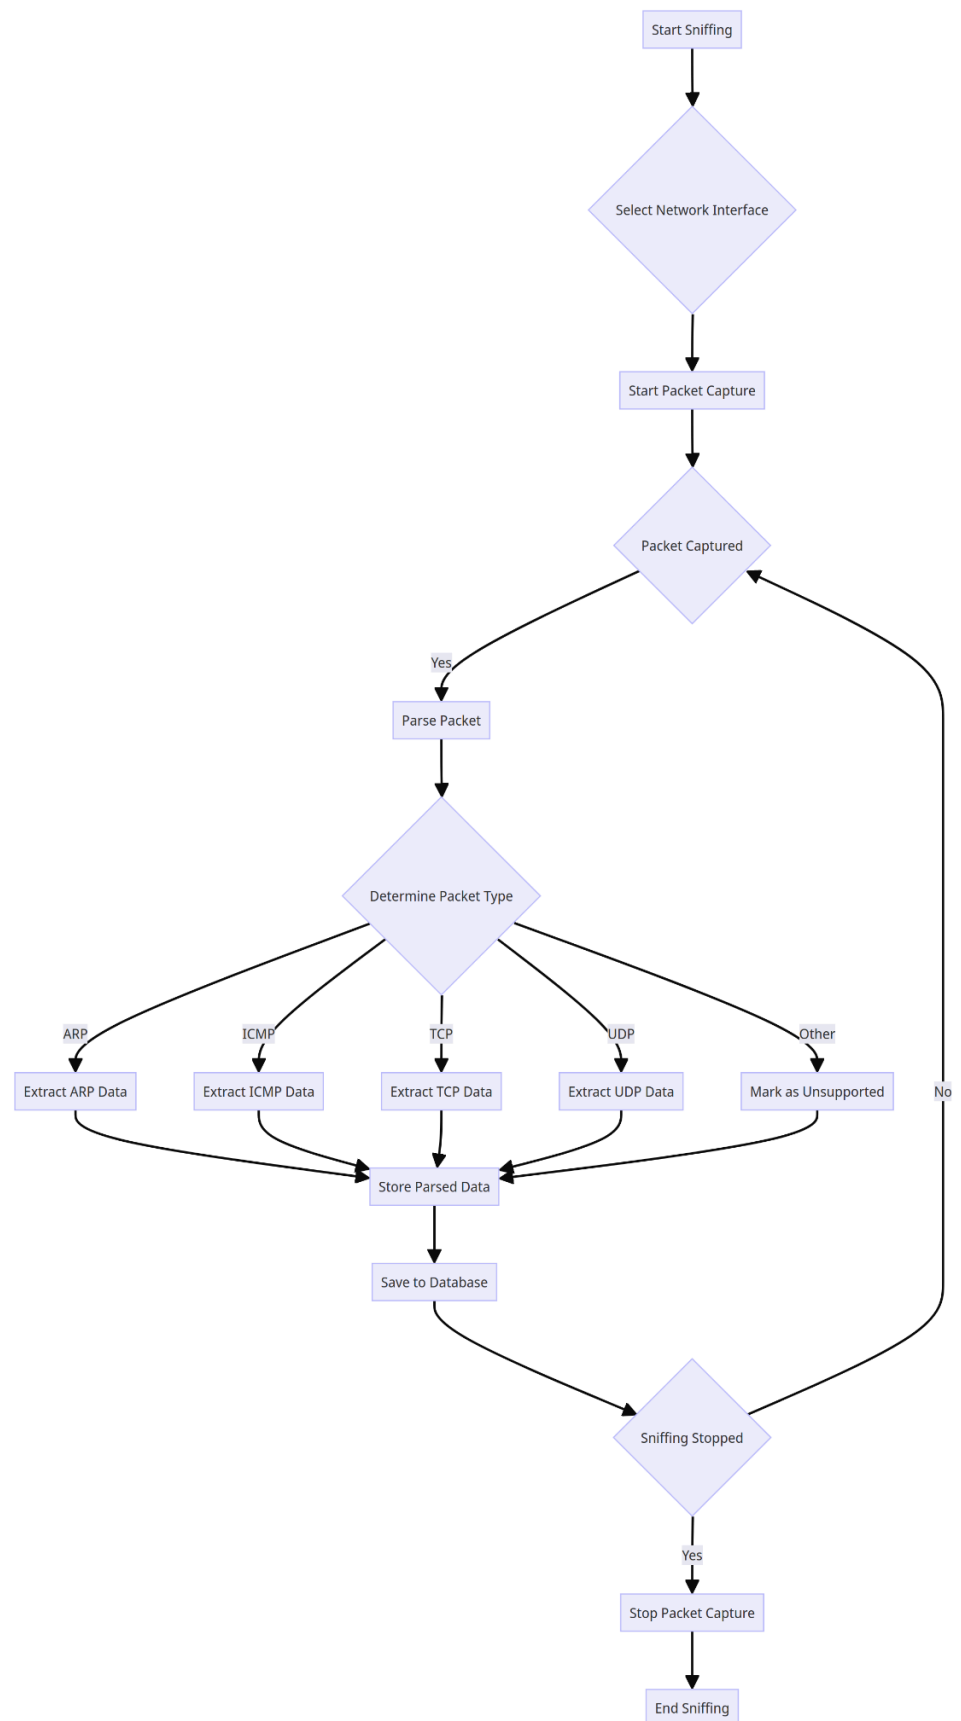 Start Sniffing
Select Network Interface
Start Packet Capture
Packet Captured
Yes
Parse Packet
Determine Packet Type
ARP
ICMP
TCP
UDP
Other
Extract ARP Data
Extract ICMP Data
Extract TCP Data
Extract UDP Data
Mark as Unsupported
No
Store Parsed Data
Save to Database
Sniffing Stopped
Yes
Stop Packet Capture
End Sniffing